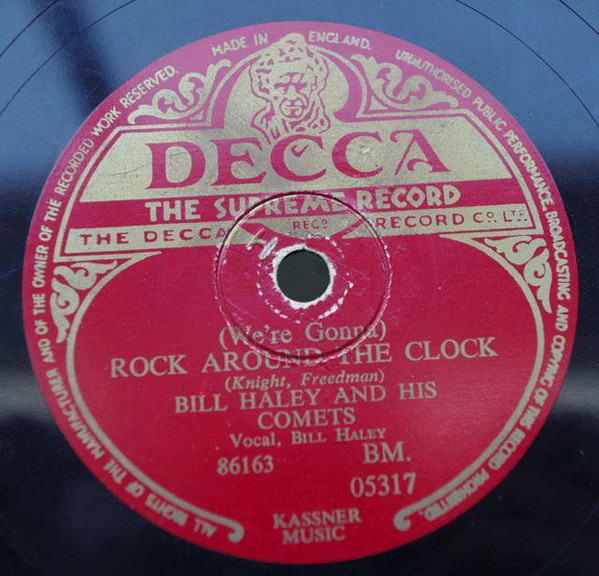 MADE IN ENGLAND.
UNAUTHORISED PUBLIC PERFORMANCE, BROADCASTING AND COPYING OF THIS RECORD PROHIBITED.
ALL RIGHTS OF THE MANUFACTURER AND OF THE OWNER OF THE RECORDED WORK RESERVED.
DECCA
THE SUPREME RECORD
THE DECCA REGD RECORD CO. LTD.
(We're Gonna)
ROCK AROUND THE CLOCK
(Knight, Freedman)
BILL HALEY AND HIS
COMETS
Vocal, BILL HALEY
86163 BM.
05317
KASSNER
MUSIC